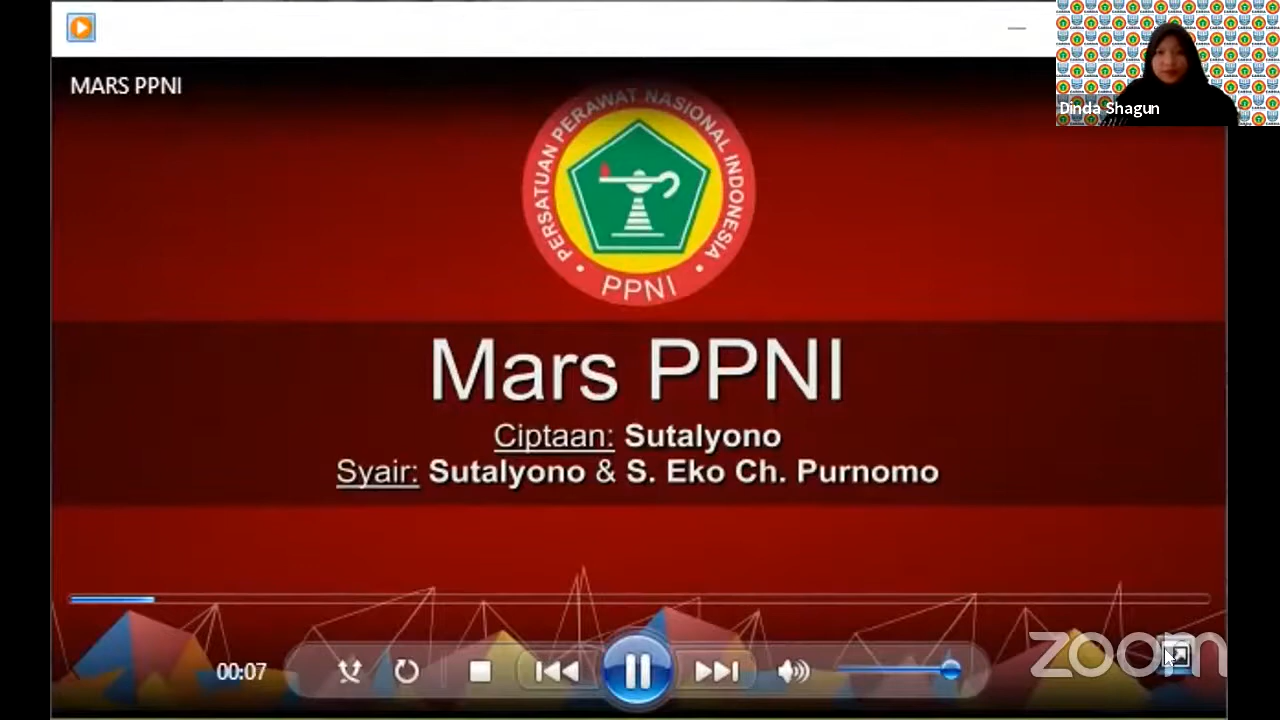 MARS PPNI
Dinda Shagun
PERSATUAN PERAWAT NASIONAL INDONESIA
PPNI
Mars PPNI
Ciptaan: Sutalyono
Syair: Sutalyono & S. Eko Ch. Purnomo
00:07
zoom